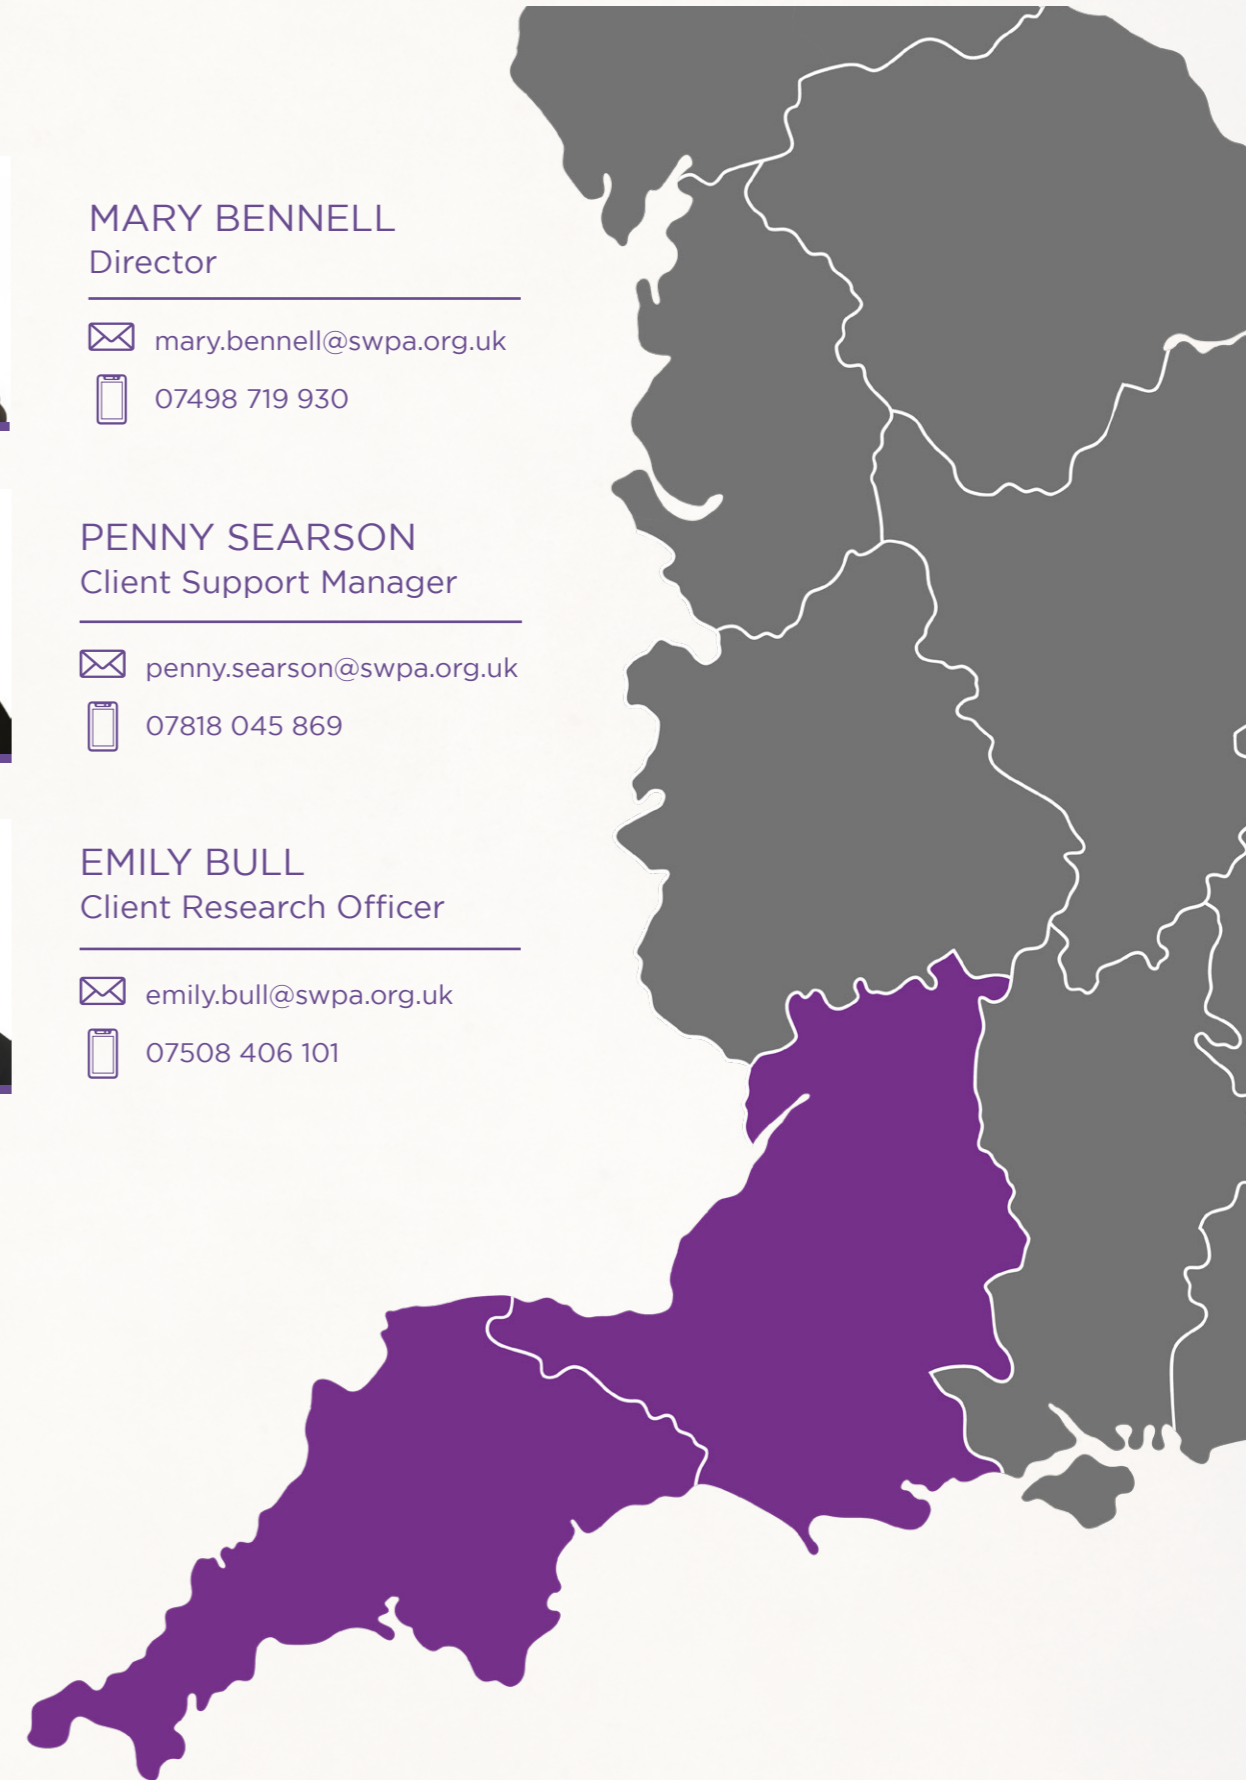 MARY BENNELL
Director
mary.bennell@swpa.org.uk
07498 719 930
PENNY SEARSON
Client Support Manager
penny.searson@swpa.org.uk
07818 045 869
EMILY BULL
Client Research Officer
emily.bull@swpa.org.uk
07508 406 101